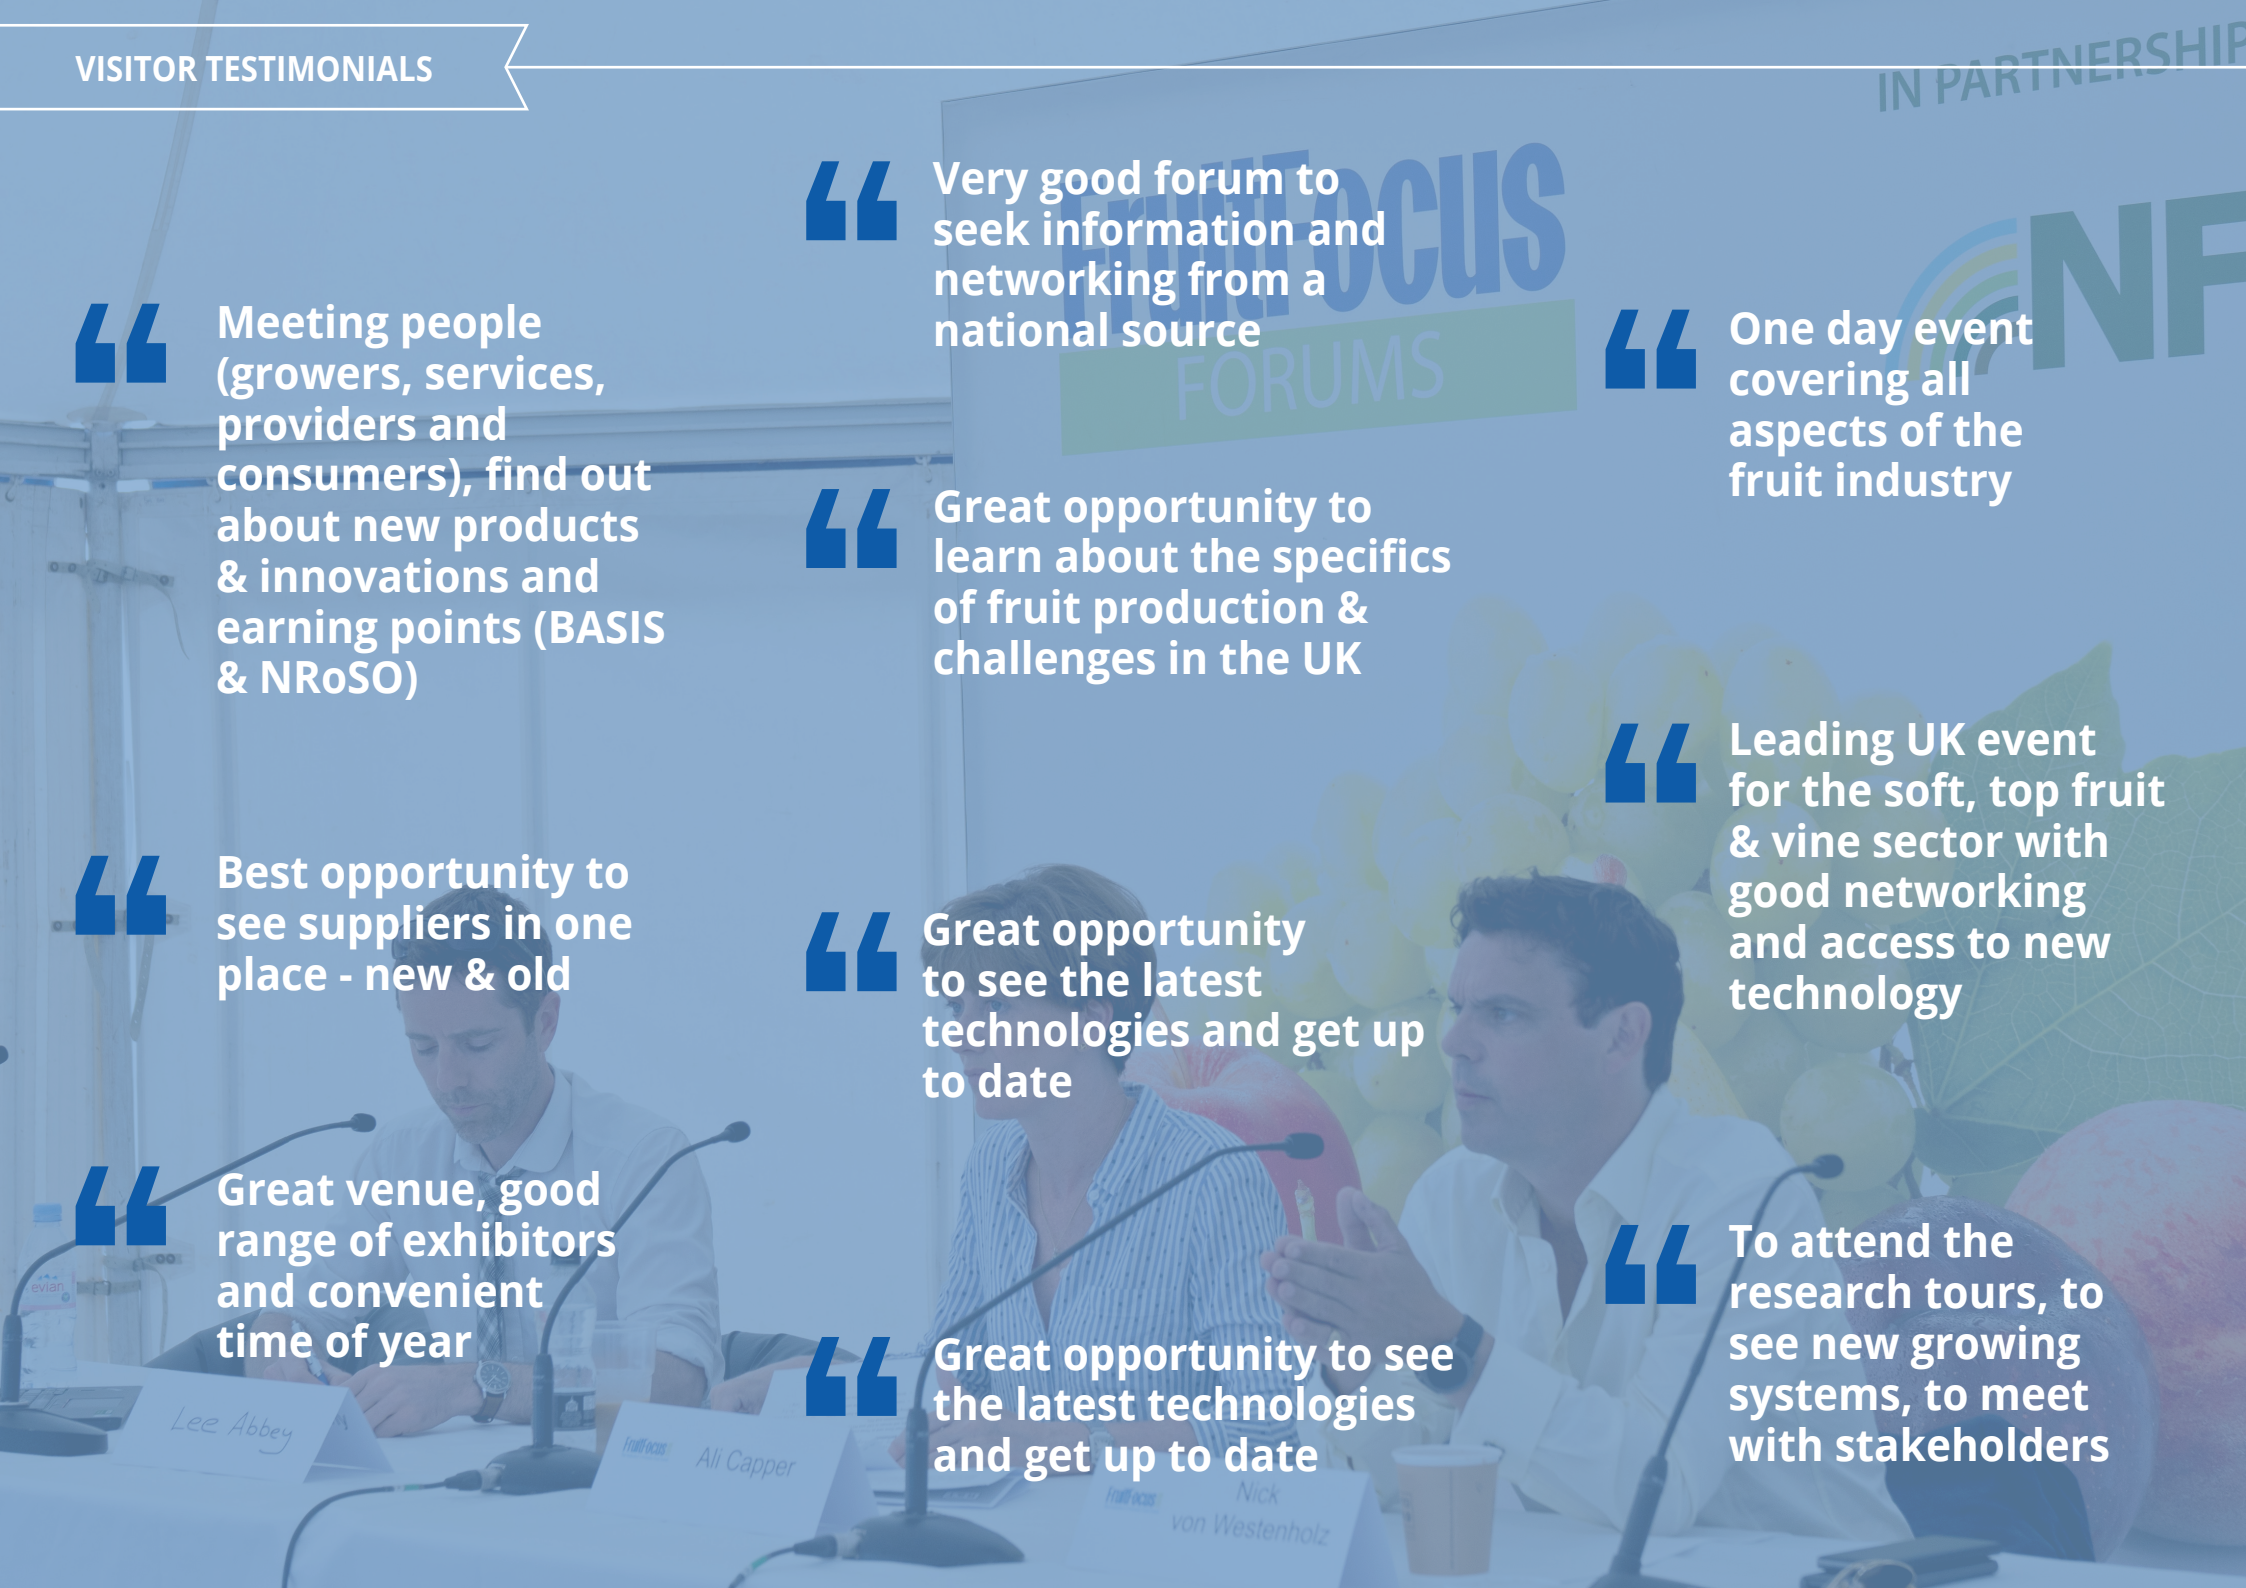 VISITOR TESTIMONIALS
IN PARTNERSHIP
FruitFocus
FORUMS
Meeting people
(growers, services,
providers and
consumers), find out
about new products
& innovations and
earning points (BASIS
& NRoSO)
Best opportunity to
see suppliers in one
place - new & old
Great venue, good
range of exhibitors
and convenient
time of year
Very good forum to
seek information and
networking from a
national source
Great opportunity to
learn about the specifics
of fruit production &
challenges in the UK
Great opportunity
to see the latest
technologies and get up
to date
Great opportunity to see
the latest technologies
and get up to date
One day event
covering all
aspects of the
fruit industry
Leading UK event
for the soft, top fruit
& vine sector with
good networking
and access to new
technology
To attend the
research tours, to
see new growing
systems, to meet
with stakeholders
evian
Lee Abbey
FruitFocus
Ali Capper
FruitFocus
Nick
von Westenholz